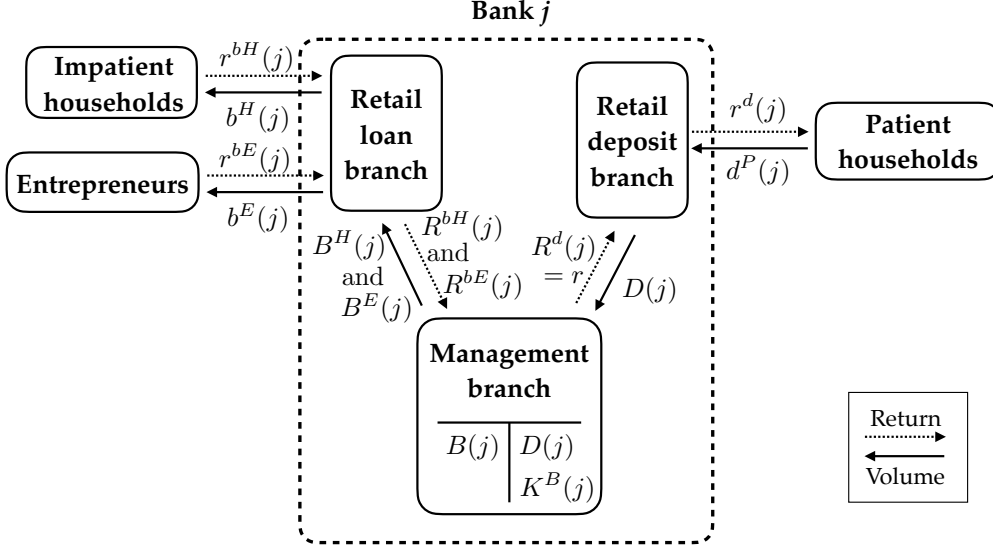 Bank j
Impatient
households
r^{bH}(j)
b^H(j)
Entrepreneurs
r^{bE}(j)
b^E(j)
Retail
loan
branch
Retail
deposit
branch
r^d(j)
d^P(j)
Patient
households
B^H(j)
and
B^E(j)
R^{bH}(j)
and
R^{bE}(j)
R^d(j)
= r
D(j)
Management
branch
B(j) D(j)
K^B(j)
Return
Volume